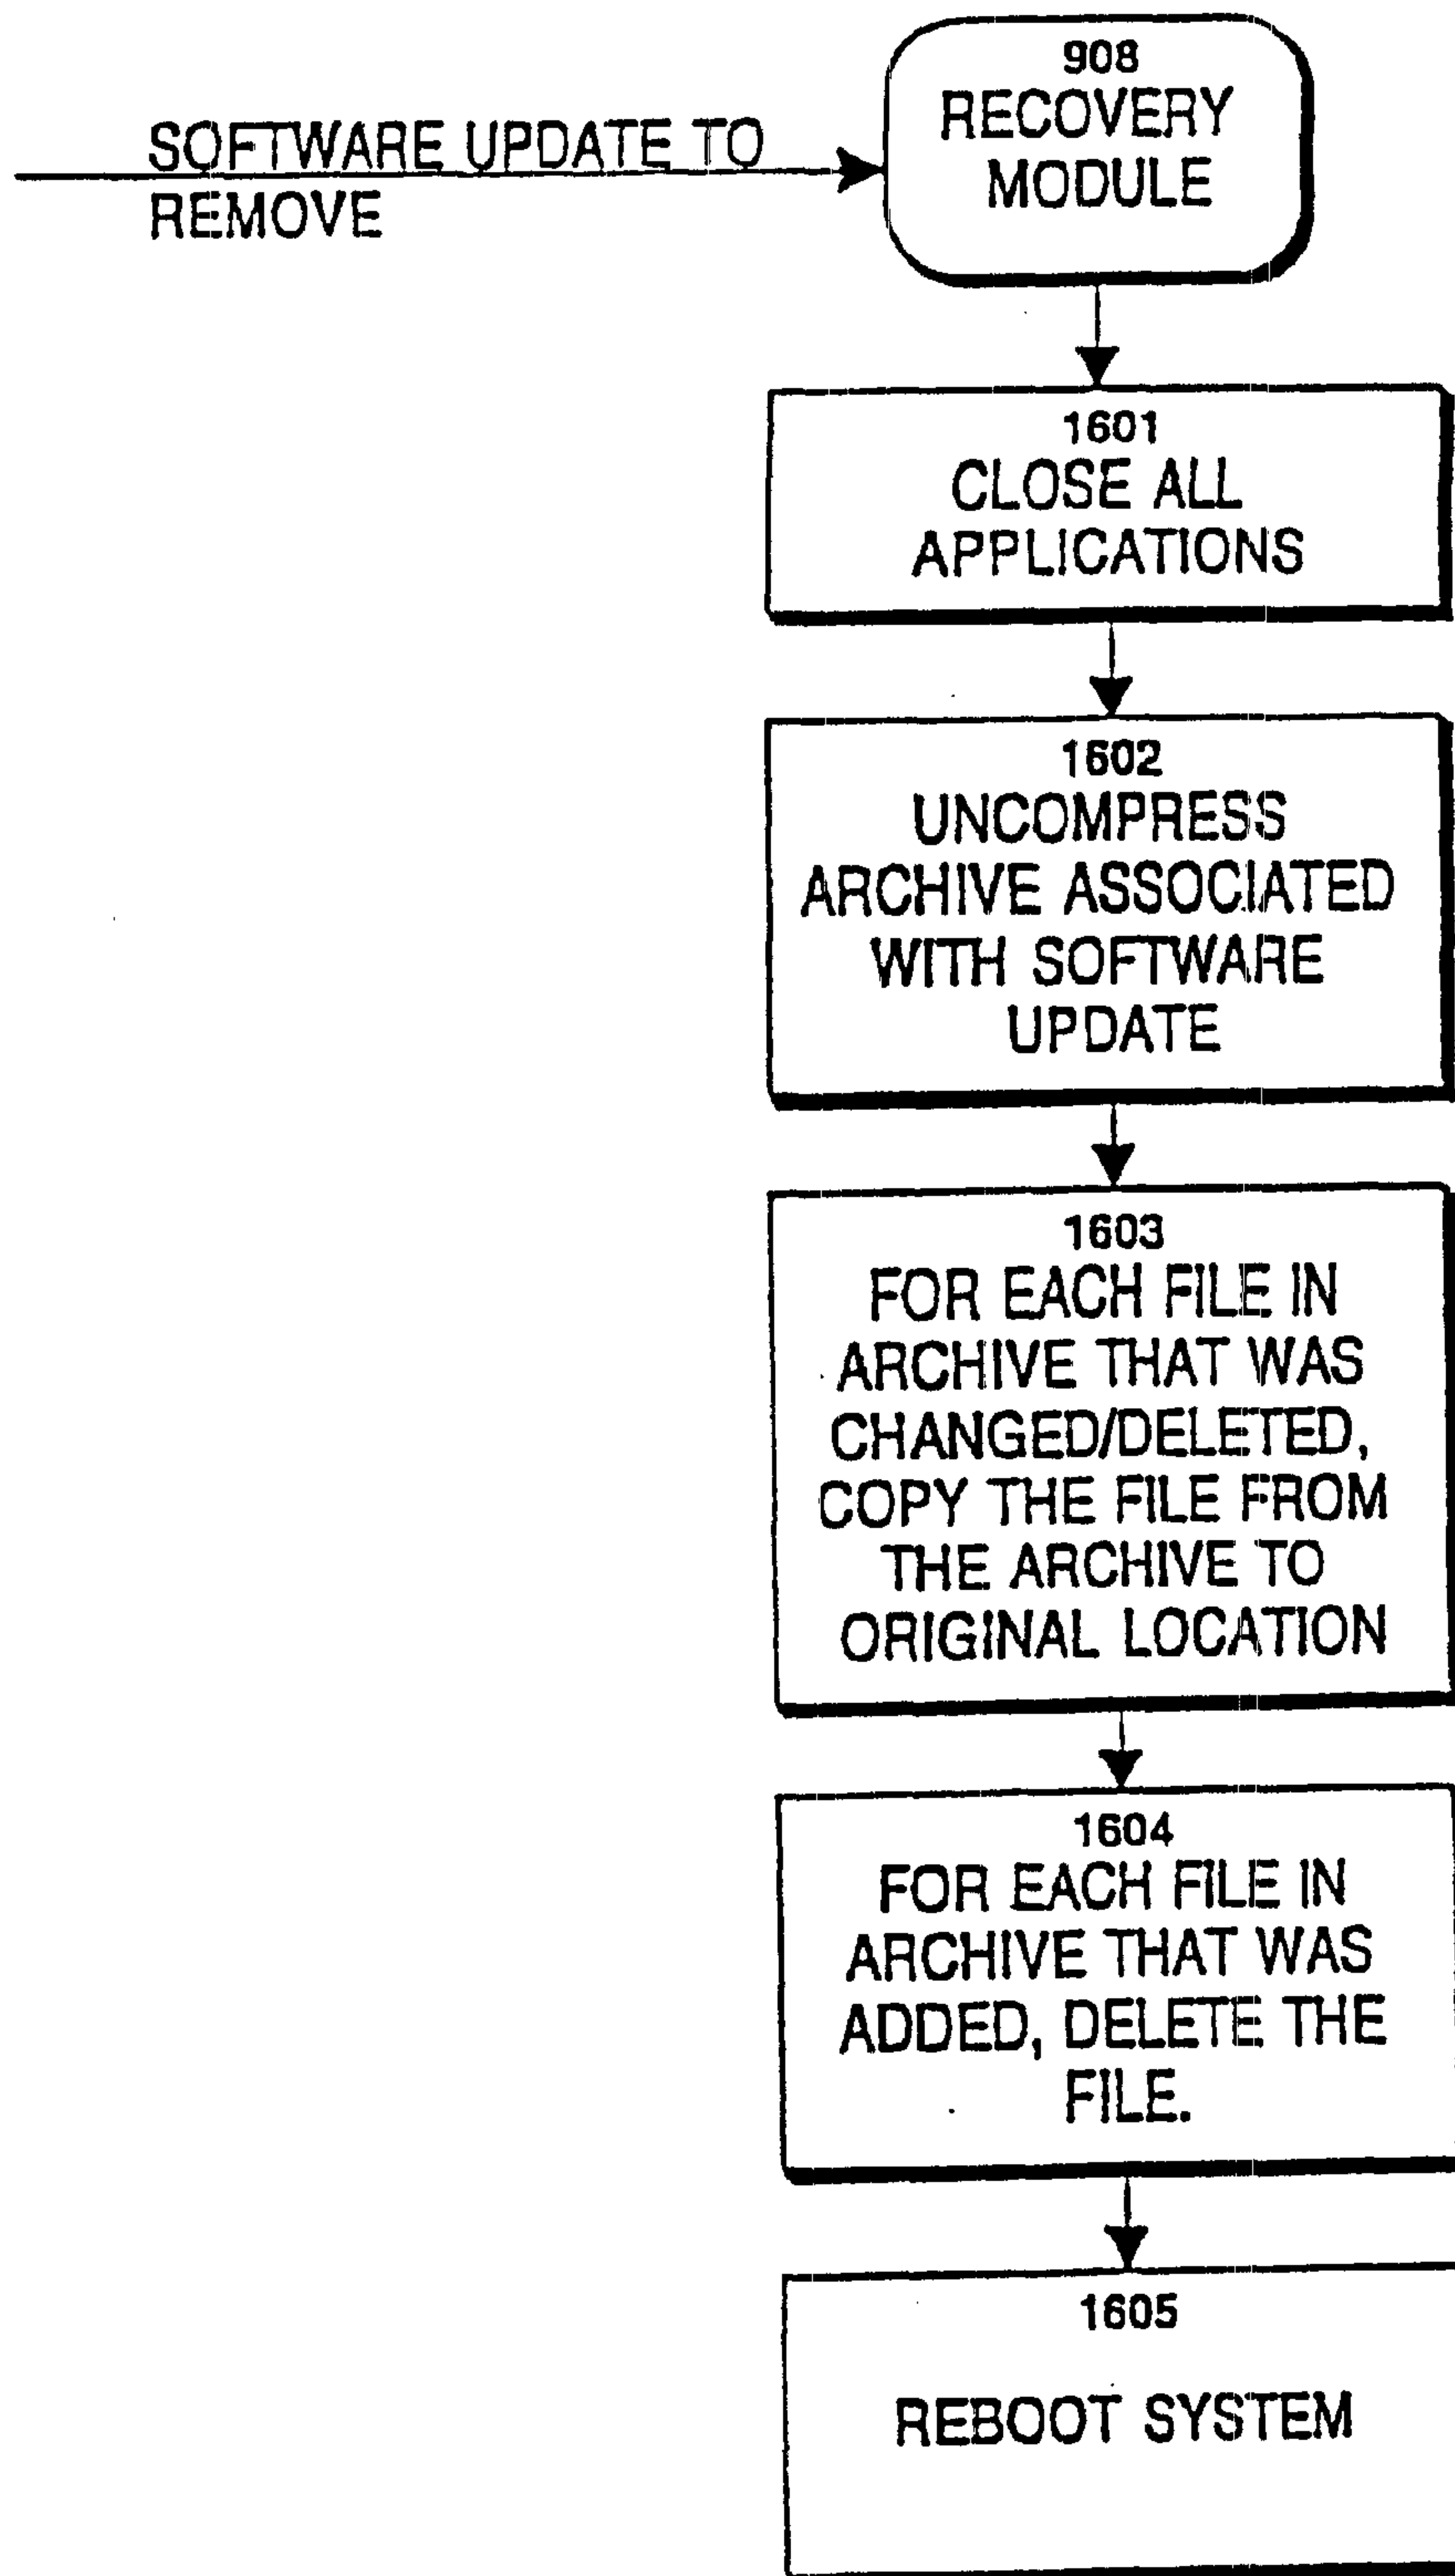 908
RECOVERY
MODULE
SOFTWARE UPDATE TO
REMOVE
1601
CLOSE ALL
APPLICATIONS
1602
UNCOMPRESS
ARCHIVE ASSOCIATED
WITH SOFTWARE
UPDATE
1603
FOR EACH FILE IN
ARCHIVE THAT WAS
CHANGED/DELETED,
COPY THE FILE FROM
THE ARCHIVE TO
ORIGINAL LOCATION
1604
FOR EACH FILE IN
ARCHIVE THAT WAS
ADDED, DELETE THE
FILE.
1605
REBOOT SYSTEM